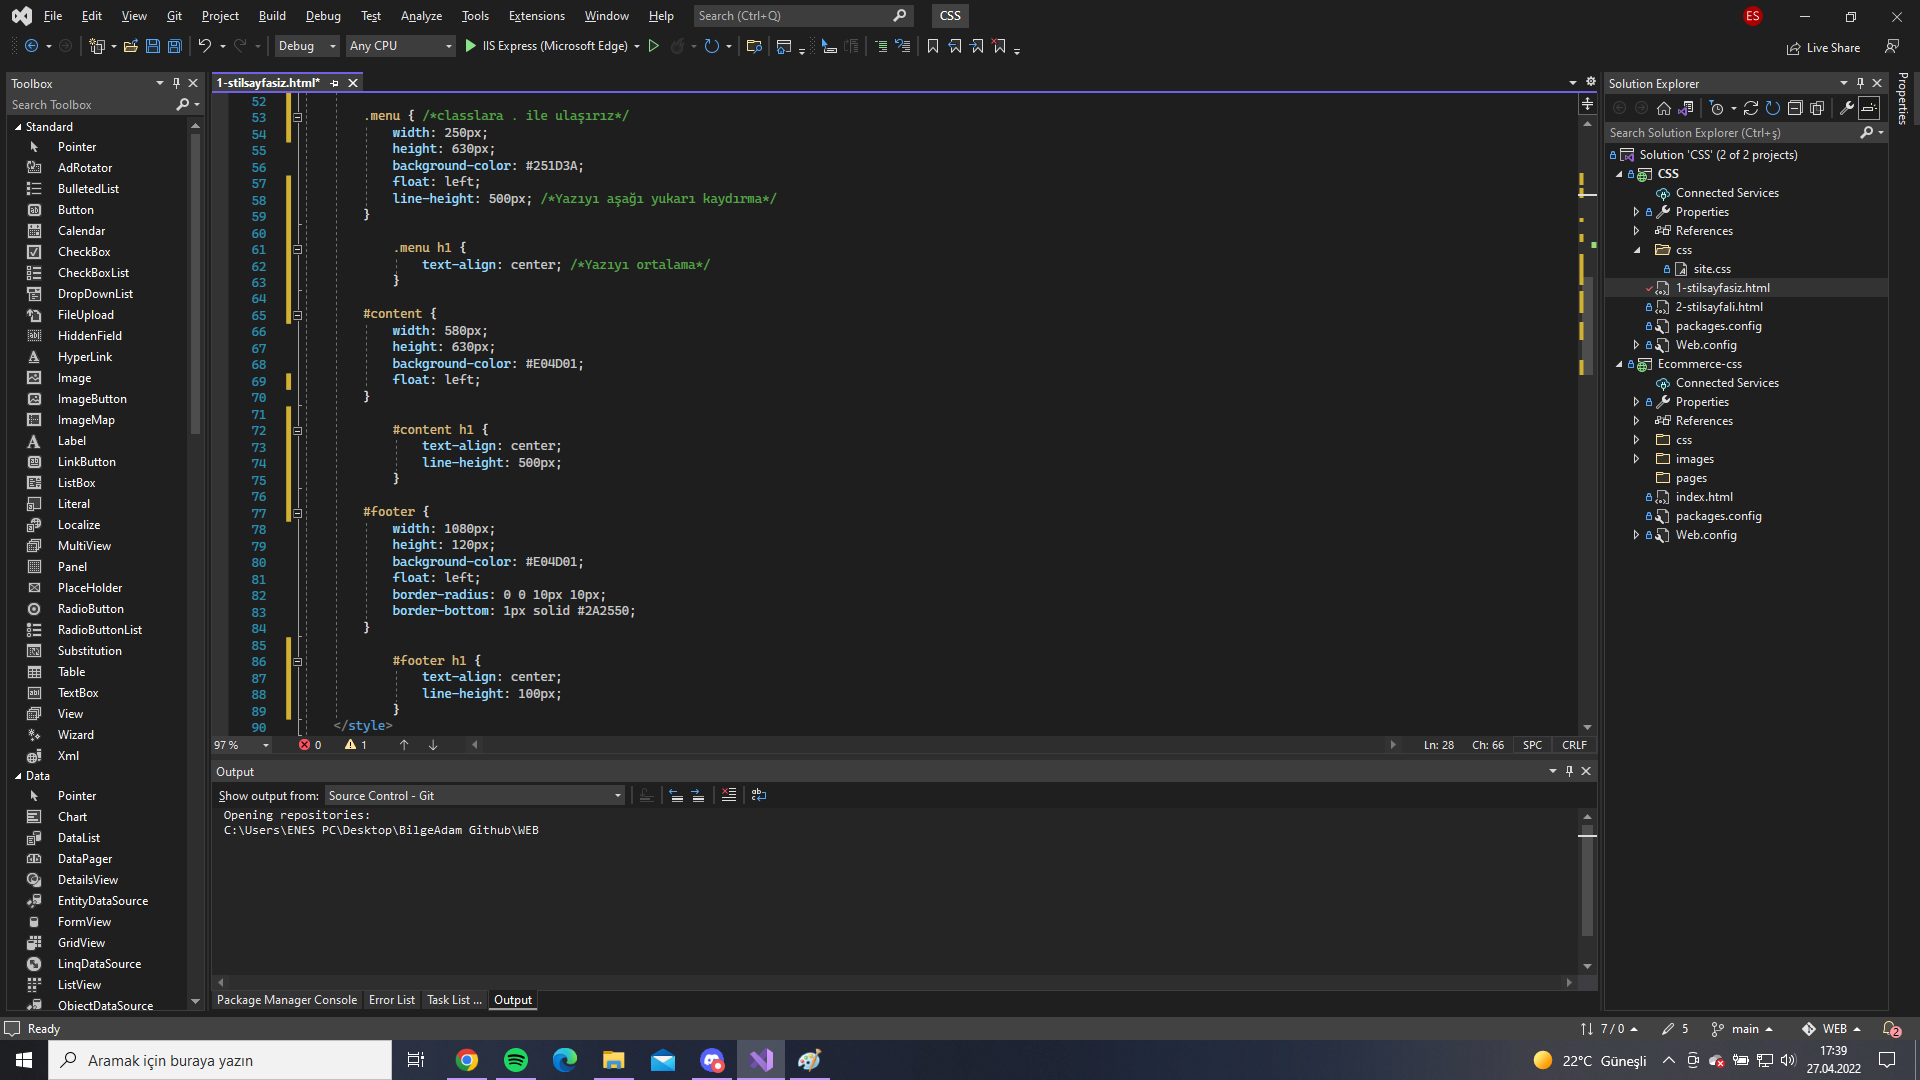 File Edit View Git Project Build Debug Test Analyze Tools Extensions Window Help Search (Ctrl+Q) CSS ES
Debug Any CPU IIS Express (Microsoft Edge) Live Share
Toolbox
Search Toolbox
Standard
Pointer
AdRotator
BulletedList
Button
Calendar
CheckBox
CheckBoxList
DropDownList
FileUpload
HiddenField
HyperLink
Image
ImageButton
ImageMap
Label
LinkButton
ListBox
Literal
Localize
MultiView
Panel
PlaceHolder
RadioButton
RadioButtonList
Substitution
Table
TextBox
View
Wizard
Xml
Data
Pointer
Chart
DataList
DataPager
DetailsView
EntityDataSource
FormView
GridView
LinqDataSource
ListView
ObjectDataSource
1-stilsayfasiz.html*
52
53 .menu { /*classlara . ile ulaşırız*/
54 width: 250px;
55 height: 630px;
56 background-color: #251D3A;
57 float: left;
58 line-height: 500px; /*Yazıyı aşağı yukarı kaydırma*/
59 }
60
61 .menu h1 {
62 text-align: center; /*Yazıyı ortalama*/
63 }
64
65 #content {
66 width: 580px;
67 height: 630px;
68 background-color: #E04D01;
69 float: left;
70 }
71
72 #content h1 {
73 text-align: center;
74 line-height: 500px;
75 }
76
77 #footer {
78 width: 1080px;
79 height: 120px;
80 background-color: #E04D01;
81 float: left;
82 border-radius: 0 0 10px 10px;
83 border-bottom: 1px solid #2A2550;
84 }
85
86 #footer h1 {
87 text-align: center;
88 line-height: 100px;
89 }
90 </style>
97 % 0 1 Ln: 28 Ch: 66 SPC CRLF
Output
Show output from: Source Control - Git
Opening repositories:
C:\Users\ENES PC\Desktop\BilgeAdam Github\WEB
Package Manager Console Error List Task List ... Output
Solution Explorer
Search Solution Explorer (Ctrl+ş)
Solution 'CSS' (2 of 2 projects)
CSS
Connected Services
Properties
References
css
site.css
1-stilsayfasiz.html
2-stilsayfali.html
packages.config
Web.config
Ecommerce-css
Connected Services
Properties
References
css
images
pages
index.html
packages.config
Web.config
Properties
Ready 7 / 0 5 main WEB 2
Aramak için buraya yazın 22°C Güneşli 17:39
27.04.2022